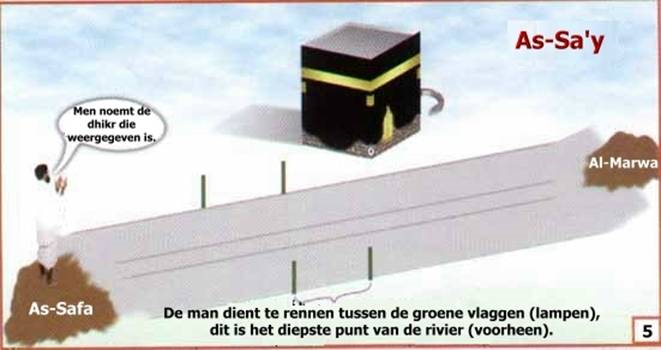 As-Sa'y
Men noemt de
dhikr die
weergegeven is.
Al-Marwa
As-Safa
De man dient te rennen tussen de groene vlaggen (lampen),
dit is het diepste punt van de rivier (voorheen).
5